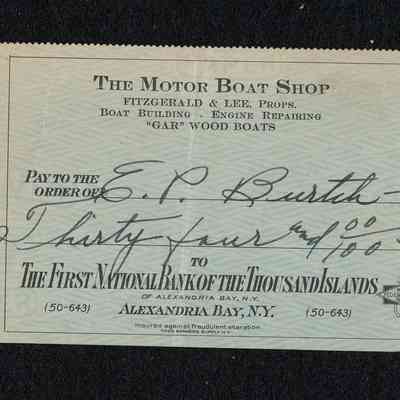 THE MOTOR BOAT SHOP
FITZGERALD & LEE, PROPS.
BOAT BUILDING - ENGINE REPAIRING
"GAR" WOOD BOATS
PAY TO THE
ORDER OF E. P. Burtch
Thirty four and 00/100
TO
THE FIRST NATIONAL BANK OF THE THOUSAND ISLANDS
OF ALEXANDRIA BAY, N.Y.
(50-643) ALEXANDRIA BAY, N.Y. (50-643)
Insured against fraudulent alteration